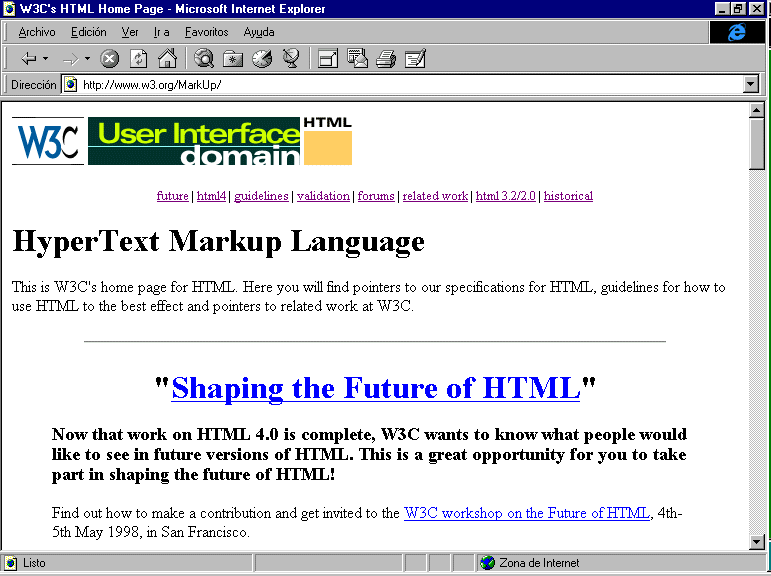 W3C's HTML Home Page - Microsoft Internet Explorer
Archivo Edición Ver Ir a Favoritos Ayuda
Dirección http://www.w3.org/MarkUp/
W3C User Interface domain HTML
future | html4 | guidelines | validation | forums | related work | html 3.2/2.0 | historical
HyperText Markup Language
This is W3C's home page for HTML. Here you will find pointers to our specifications for HTML, guidelines for how to
use HTML to the best effect and pointers to related work at W3C.
"Shaping the Future of HTML"
Now that work on HTML 4.0 is complete, W3C wants to know what people would
like to see in future versions of HTML. This is a great opportunity for you to take
part in shaping the future of HTML!
Find out how to make a contribution and get invited to the W3C workshop on the Future of HTML, 4th-
5th May 1998, in San Francisco.
Listo Zona de Internet